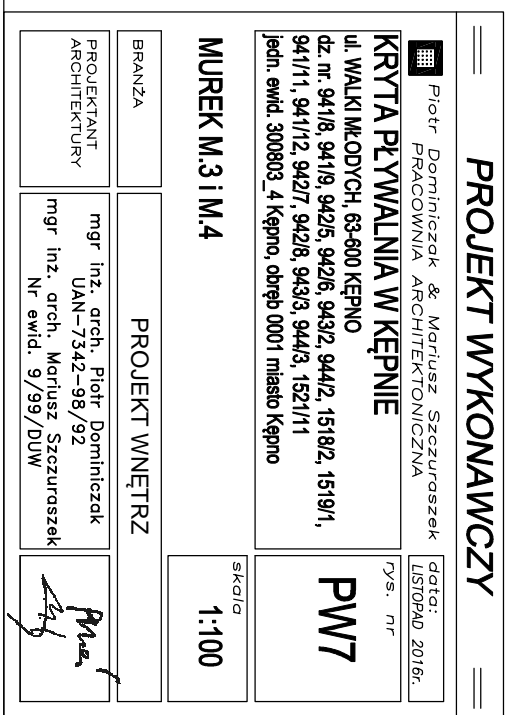 PROJEKT WYKONAWCZY
Piotr Dominiczak & Mariusz Szczuraszek
PRACOWNIA ARCHITEKTONICZNA
data:
LISTOPAD 2016r.
KRYTA PŁYWALNIA W KĘPNIE
ul. WALKI MŁODYCH, 63-600 KĘPNO
dz. nr. 941/8, 941/9, 942/5, 942/6, 943/2, 944/2, 1518/2, 1519/1,
941/11, 941/12, 942/7, 942/8, 943/3, 944/3, 1521/11
jedn. ewid. 300803_4 Kępno, obręb 0001 miasto Kępno
rys. nr
PW7
MUREK M.3 i M.4
skala
1:100
BRANŻA
PROJEKT WNĘTRZ
PROJEKTANT
ARCHITEKTURY
mgr inż. arch. Piotr Dominiczak
UAN-7342-98/92
mgr inż. arch. Mariusz Szczuraszek
Nr ewid. 9/99/DUW